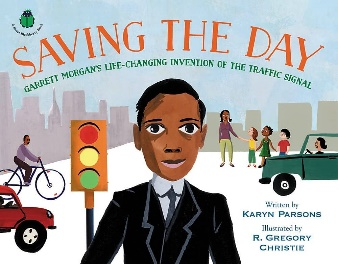 SAVING THE DAY
GARRETT MORGAN'S LIFE-CHANGING INVENTION OF THE TRAFFIC SIGNAL
Written by
KARYN PARSONS
Illustrated by
R. GREGORY
CHRISTIE